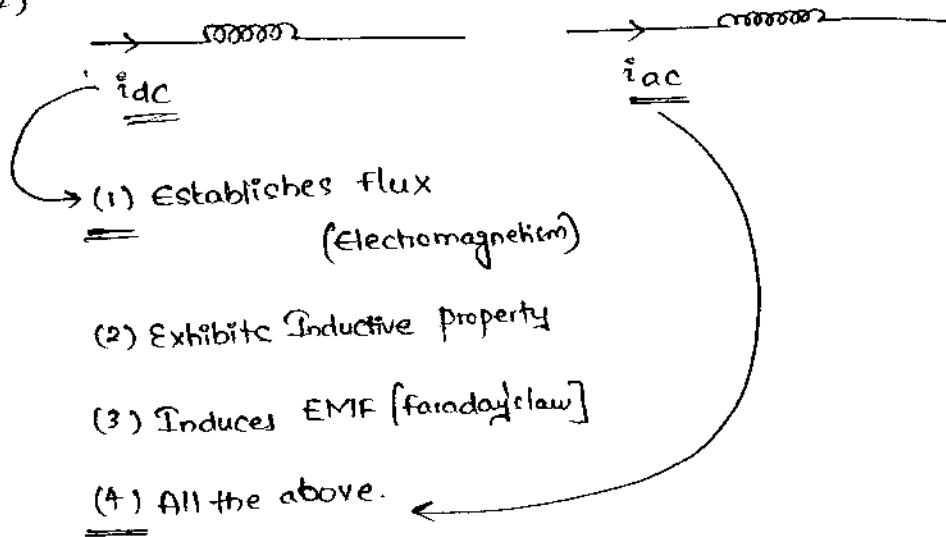 idc
iac
(1) Establishes flux
(Electromagnetism)
(2) Exhibits Inductive property
(3) Induces EMF [faraday's law]
(4) All the above.